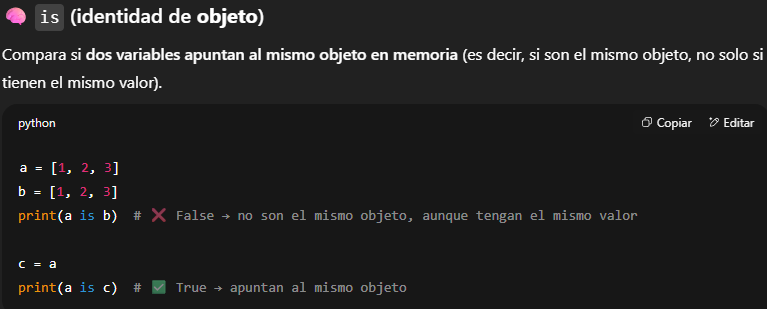 🧠 is (identidad de objeto)
Compara si dos variables apuntan al mismo objeto en memoria (es decir, si son el mismo objeto, no solo si
tienen el mismo valor).
python Copiar Editar
a = [1, 2, 3]
b = [1, 2, 3]
print(a is b)  # ❌ False → no son el mismo objeto, aunque tengan el mismo valor
c = a
print(a is c)  # ✅ True → apuntan al mismo objeto